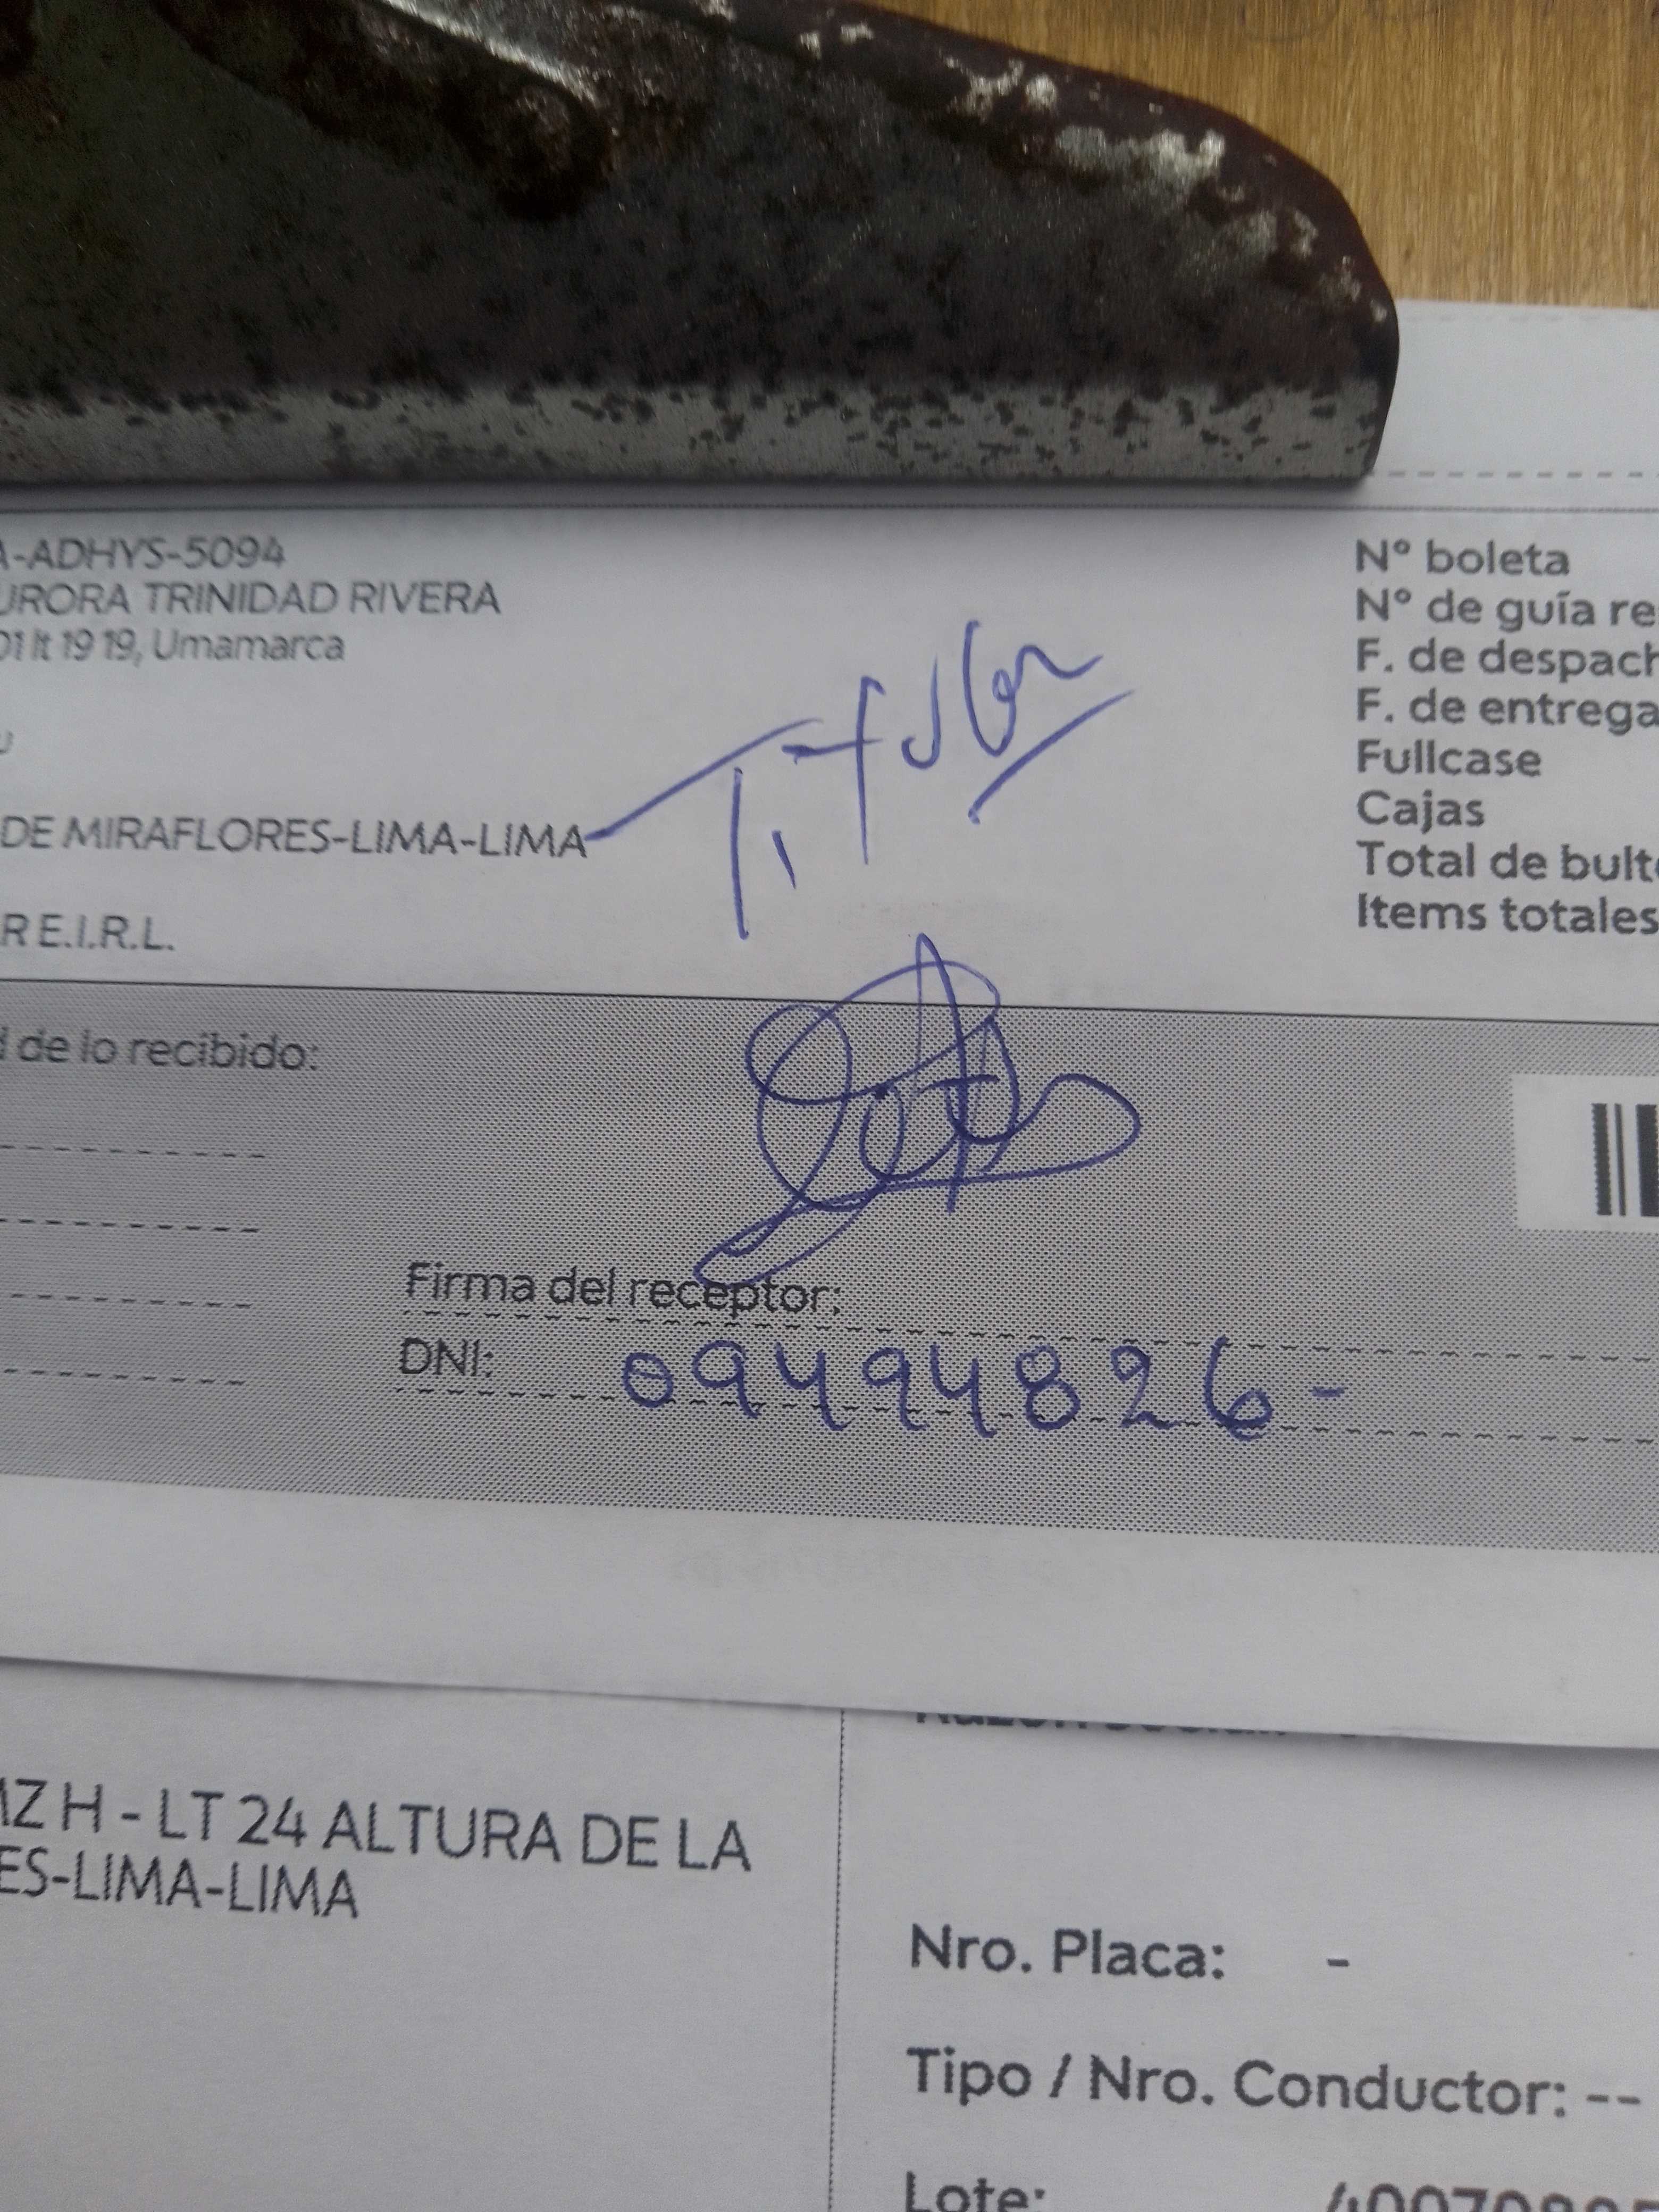 A-ADHYS-5094
URORA TRINIDAD RIVERA
01 lt 19 19, Umamarca
DE MIRAFLORES-LIMA-LIMA
R E.I.R.L.
N° boleta
N° de guía re
F. de despach
F. de entrega
Fullcase
Cajas
Total de bult
Items totales
d de lo recibido:
Firma del receptor:
DNI: 09494826-
MZ H - LT 24 ALTURA DE LA
ES-LIMA-LIMA
Nro. Placa: -
Tipo / Nro. Conductor: --
Lote: